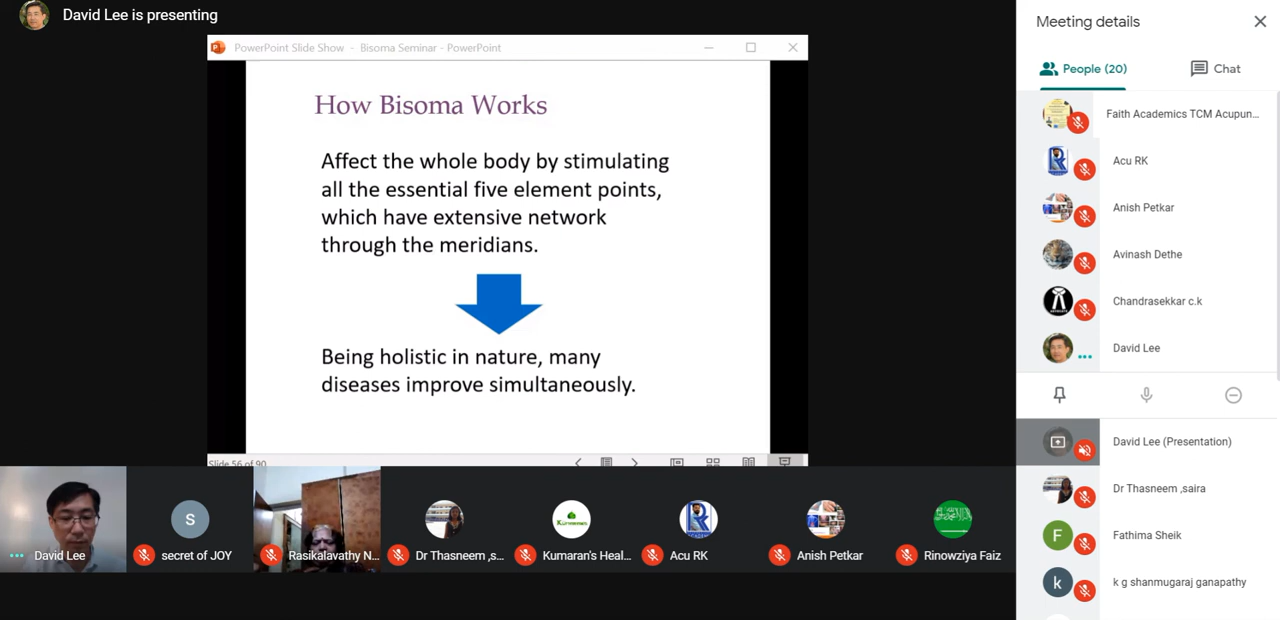 David Lee is presenting
PowerPoint Slide Show - Bisoma Seminar - PowerPoint
How Bisoma Works
Affect the whole body by stimulating
all the essential five element points,
which have extensive network
through the meridians.
Being holistic in nature, many
diseases improve simultaneously.
Slide 56 of 90
David Lee
S
secret of JOY
Rasikalavathy N...
Dr Thasneem ,s...
Kumaran's Heal...
Acu RK
Anish Petkar
Rinowziya Faiz
Meeting details
People (20)
Chat
Faith Academics TCM Acupun...
Acu RK
Anish Petkar
Avinash Dethe
Chandrasekkar c.k
David Lee
David Lee (Presentation)
Dr Thasneem ,saira
F
Fathima Sheik
k
k g shanmugaraj ganapathy